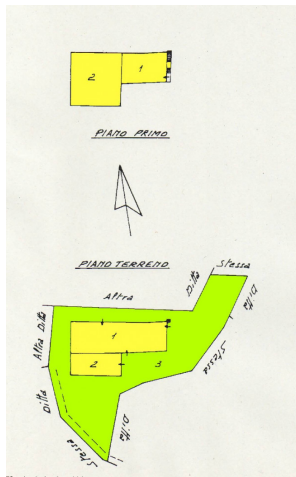 2
1
PIANO PRIMO
PIANO TERRENO
Stessa
Ditta
Altra
Ditta
Altra Ditta
1
2
3
Stessa
Ditta
Ditta
Stessa